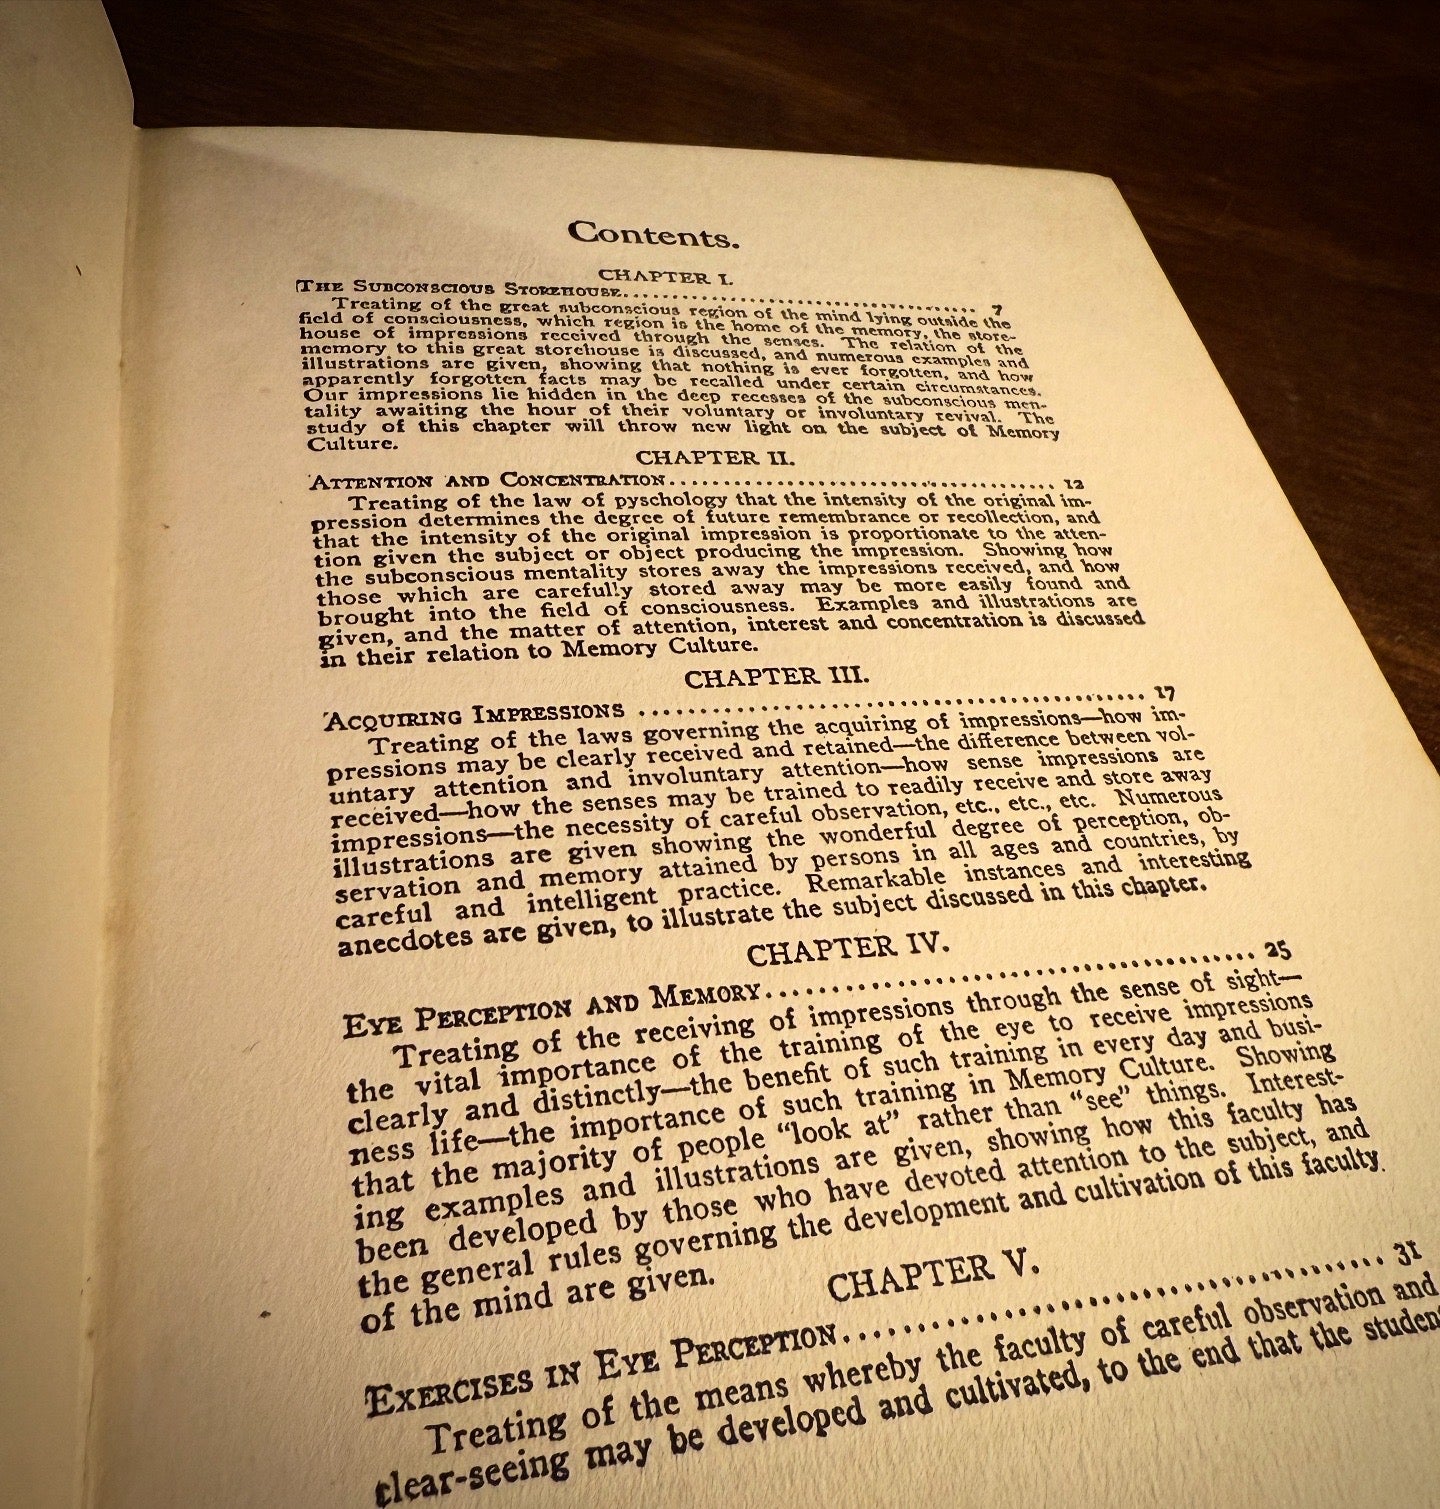 Contents.
CHAPTER I.
THE SUBCONSCIOUS STOREHOUSE........................................ 7
Treating of the great subconscious region of the mind lying outside the
field of consciousness, which region is the home of the memory, the store-
house of impressions received through the senses. The relation of the
memory to this great storehouse is discussed, and numerous examples and
illustrations are given, showing that nothing is ever forgotten, and how
apparently forgotten facts may be recalled under certain circumstances.
Our impressions lie hidden in the deep recesses of the subconscious men-
tality awaiting the hour of their voluntary or involuntary revival. The
study of this chapter will throw new light on the subject of Memory
Culture.
CHAPTER II.
ATTENTION AND CONCENTRATION........................................ 12
Treating of the law of pyschology that the intensity of the original im-
pression determines the degree of future remembrance or recollection, and
that the intensity of the original impression is proportionate to the atten-
tion given the subject or object producing the impression. Showing how
the subconscious mentality stores away the impressions received, and how
those which are carefully stored away may be more easily found and
brought into the field of consciousness. Examples and illustrations are
given, and the matter of attention, interest and concentration is discussed
in their relation to Memory Culture.
CHAPTER III.
ACQUIRING IMPRESSIONS ........................................ 17
Treating of the laws governing the acquiring of impressions—how im-
pressions may be clearly received and retained—the difference between vol-
untary attention and involuntary attention—how sense impressions are
received—how the senses may be trained to readily receive and store away
impressions—the necessity of careful observation, etc., etc., etc. Numerous
illustrations are given showing the wonderful degree of perception, ob-
servation and memory attained by persons in all ages and countries, by
careful and intelligent practice. Remarkable instances and interesting
anecdotes are given, to illustrate the subject discussed in this chapter.
CHAPTER IV.
EYE PERCEPTION AND MEMORY........................................ 25
Treating of the receiving of impressions through the sense of sight—
the vital importance of the training of the eye to receive impressions
clearly and distinctly—the benefit of such training in every day and busi-
ness life—the importance of such training in Memory Culture. Showing
that the majority of people "look at" rather than "see" things. Interest-
ing examples and illustrations are given, showing how this faculty has
been developed by those who have devoted attention to the subject, and
the general rules governing the development and cultivation of this faculty
of the mind are given.
CHAPTER V.
EXERCISES IN EYE PERCEPTION........................................ 31
Treating of the means whereby the faculty of careful observation and
clear-seeing may be developed and cultivated, to the end that the student